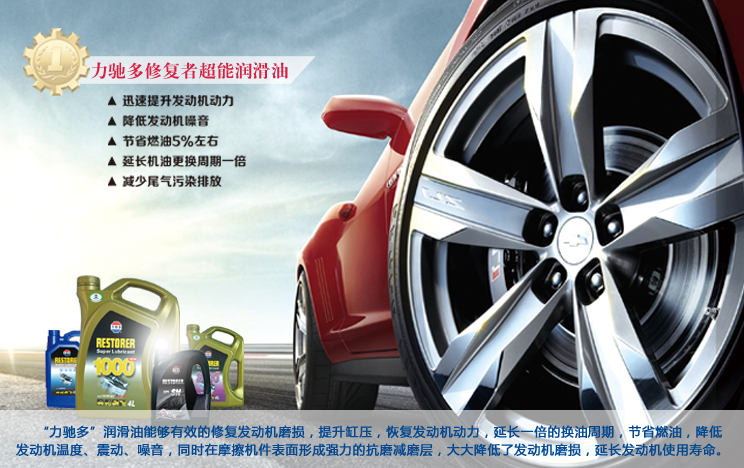 1
力驰多修复者超能润滑油
▲ 迅速提升发动机动力
▲ 降低发动机噪音
▲ 节省燃油5%左右
▲ 延长机油更换周期一倍
▲ 减少尾气污染排放
RESTORER
Super Lubricant
1000
4L
RESTORER
SH
RESTORER
“力驰多”润滑油能够有效的修复发动机磨损，提升缸压，恢复发动机动力，延长一倍的换油周期，节省燃油，降低
发动机温度、震动、噪音，同时在摩擦机件表面形成强力的抗磨减磨层，大大降低了发动机磨损，延长发动机使用寿命。